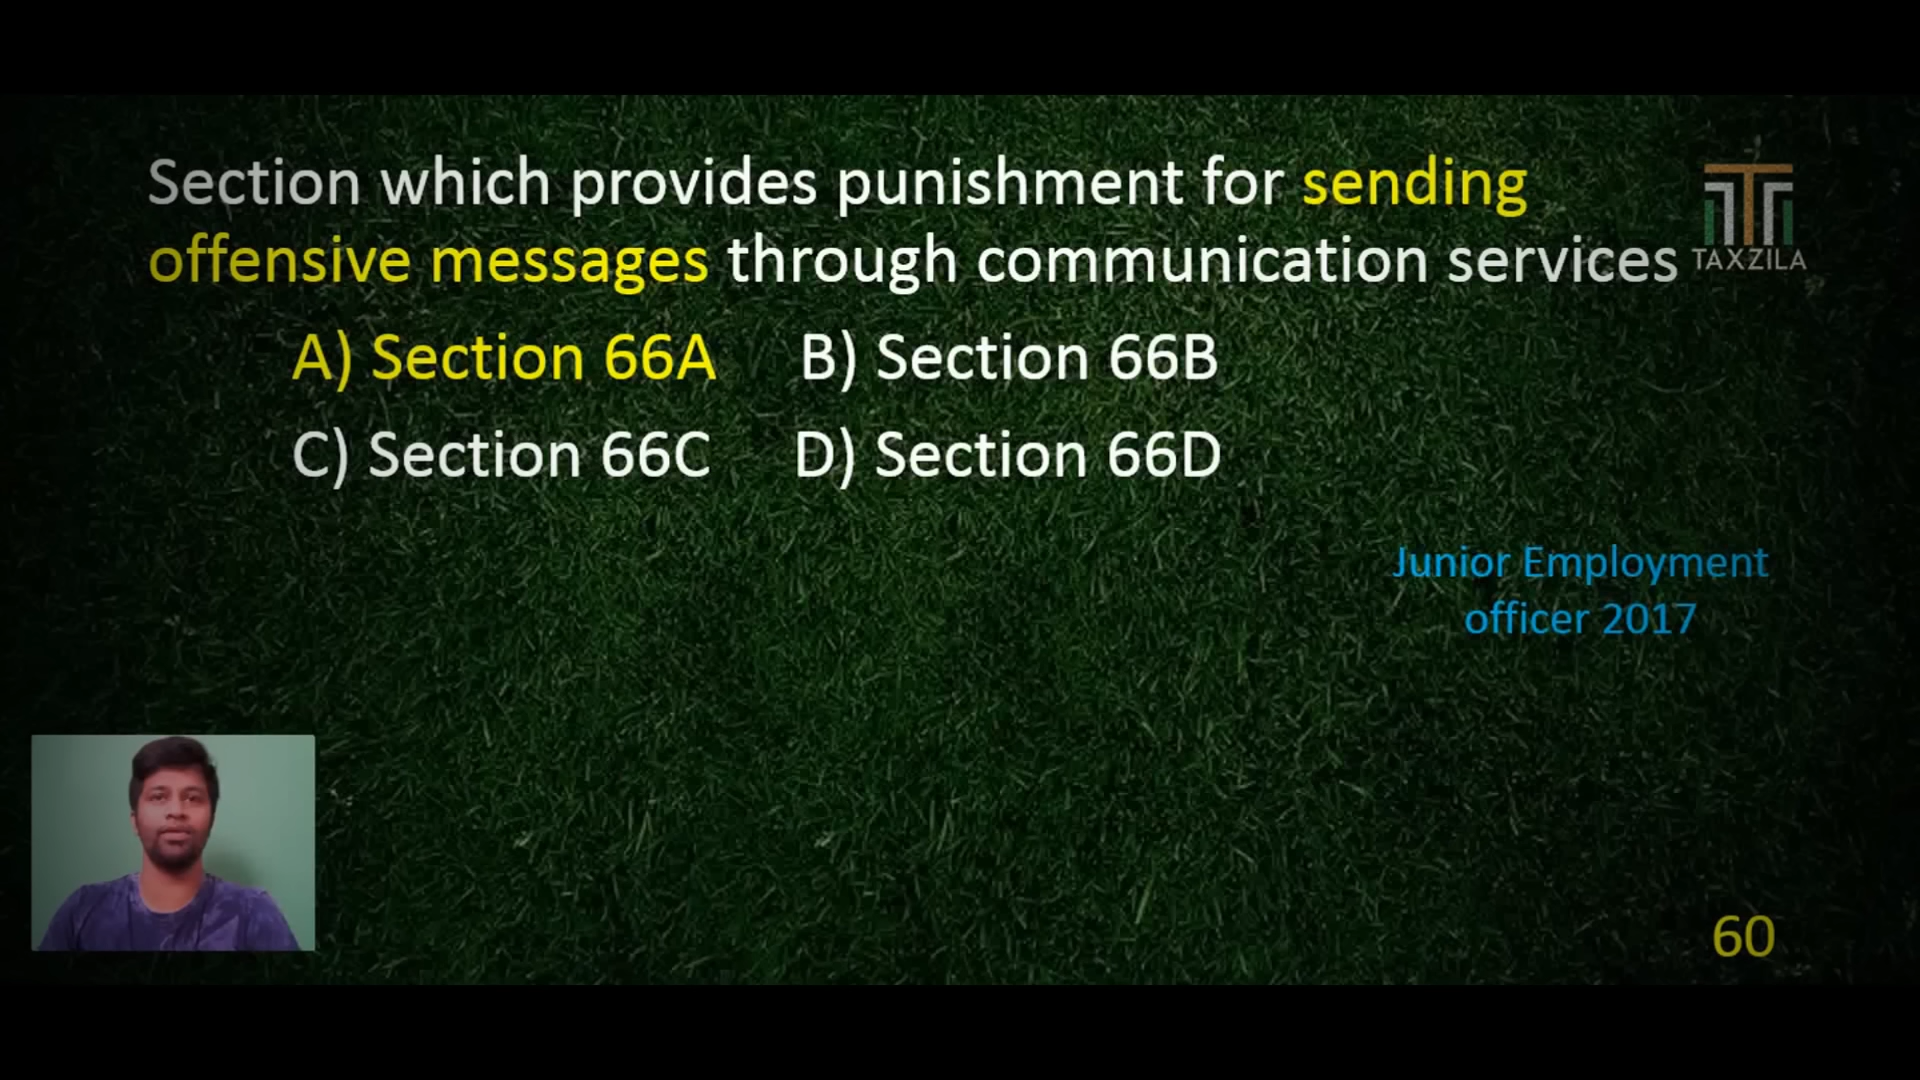 Section which provides punishment for sending
offensive messages through communication services
TAXZILA
A) Section 66A B) Section 66B
C) Section 66C D) Section 66D
Junior Employment
officer 2017
60